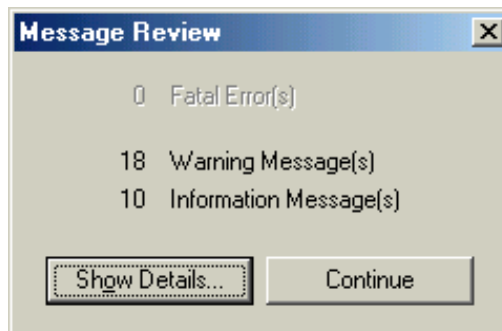 Message Review
0 Fatal Error(s)
18 Warning Message(s)
10 Information Message(s)
Show Details... Continue